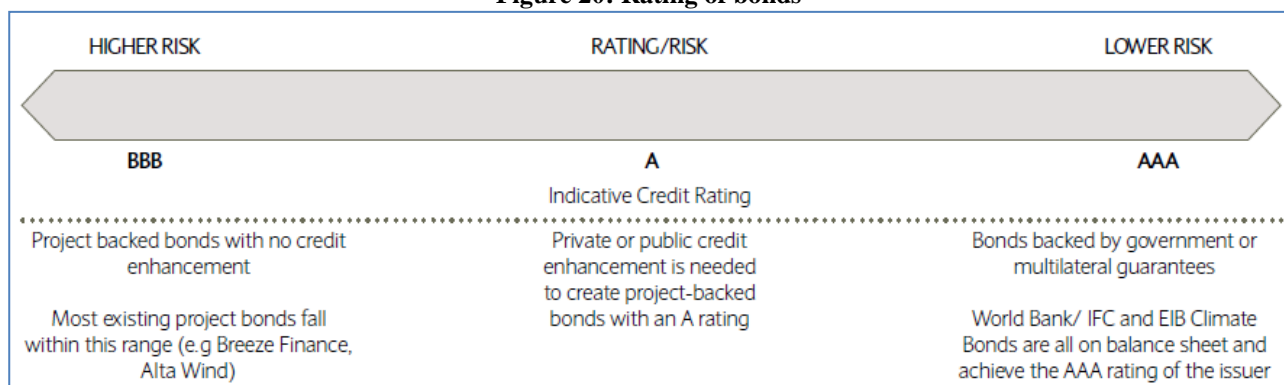 Figure 20: Rating of bonds
HIGHER RISK
RATING/RISK
LOWER RISK
BBB
A
AAA
Indicative Credit Rating
Project backed bonds with no credit
enhancement
Most existing project bonds fall
within this range (e.g Breeze Finance,
Alta Wind)
Private or public credit
enhancement is needed
to create project-backed
bonds with an A rating
Bonds backed by government or
multilateral guarantees
World Bank/ IFC and EIB Climate
Bonds are all on balance sheet and
achieve the AAA rating of the issuer